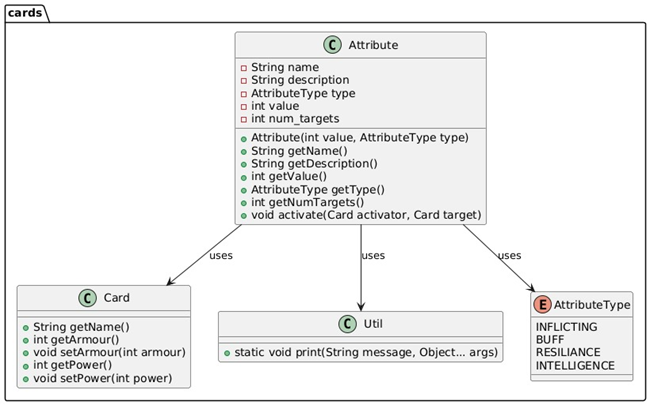 cards
C Attribute
String name
String description
AttributeType type
int value
int num_targets
Attribute(int value, AttributeType type)
String getName()
String getDescription()
int getValue()
AttributeType getType()
int getNumTargets()
void activate(Card activator, Card target)
uses
uses
uses
C Card
String getName()
int getArmour()
void setArmour(int armour)
int getPower()
void setPower(int power)
C Util
static void print(String message, Object... args)
E AttributeType
INFLICTING
BUFF
RESILIANCE
INTELLIGENCE